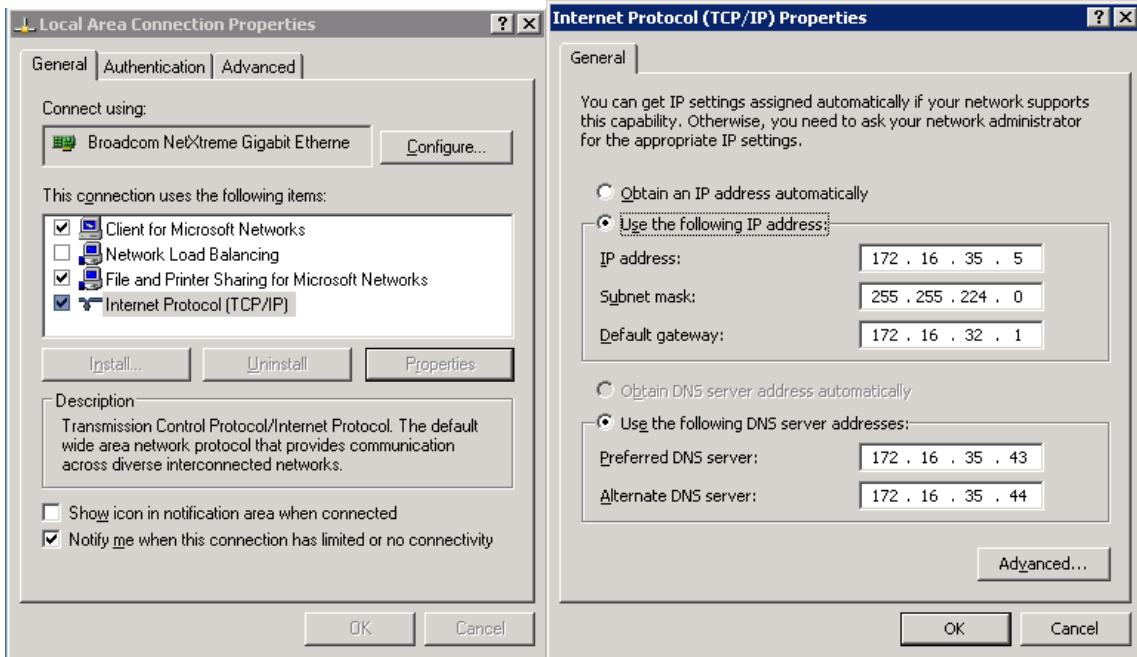 Local Area Connection Properties
General Authentication Advanced
Connect using:
Broadcom NetXtreme Gigabit Etherne
Configure...
This connection uses the following items:
Client for Microsoft Networks
Network Load Balancing
File and Printer Sharing for Microsoft Networks
Internet Protocol (TCP/IP)
Install... Uninstall Properties
Description
Transmission Control Protocol/Internet Protocol. The default
wide area network protocol that provides communication
across diverse interconnected networks.
Show icon in notification area when connected
Notify me when this connection has limited or no connectivity
OK Cancel
Internet Protocol (TCP/IP) Properties
General
You can get IP settings assigned automatically if your network supports
this capability. Otherwise, you need to ask your network administrator
for the appropriate IP settings.
Obtain an IP address automatically
Use the following IP address:
IP address: 172 . 16 . 35 . 5
Subnet mask: 255 . 255 . 224 . 0
Default gateway: 172 . 16 . 32 . 1
Obtain DNS server address automatically
Use the following DNS server addresses:
Preferred DNS server: 172 . 16 . 35 . 43
Alternate DNS server: 172 . 16 . 35 . 44
Advanced...
OK Cancel